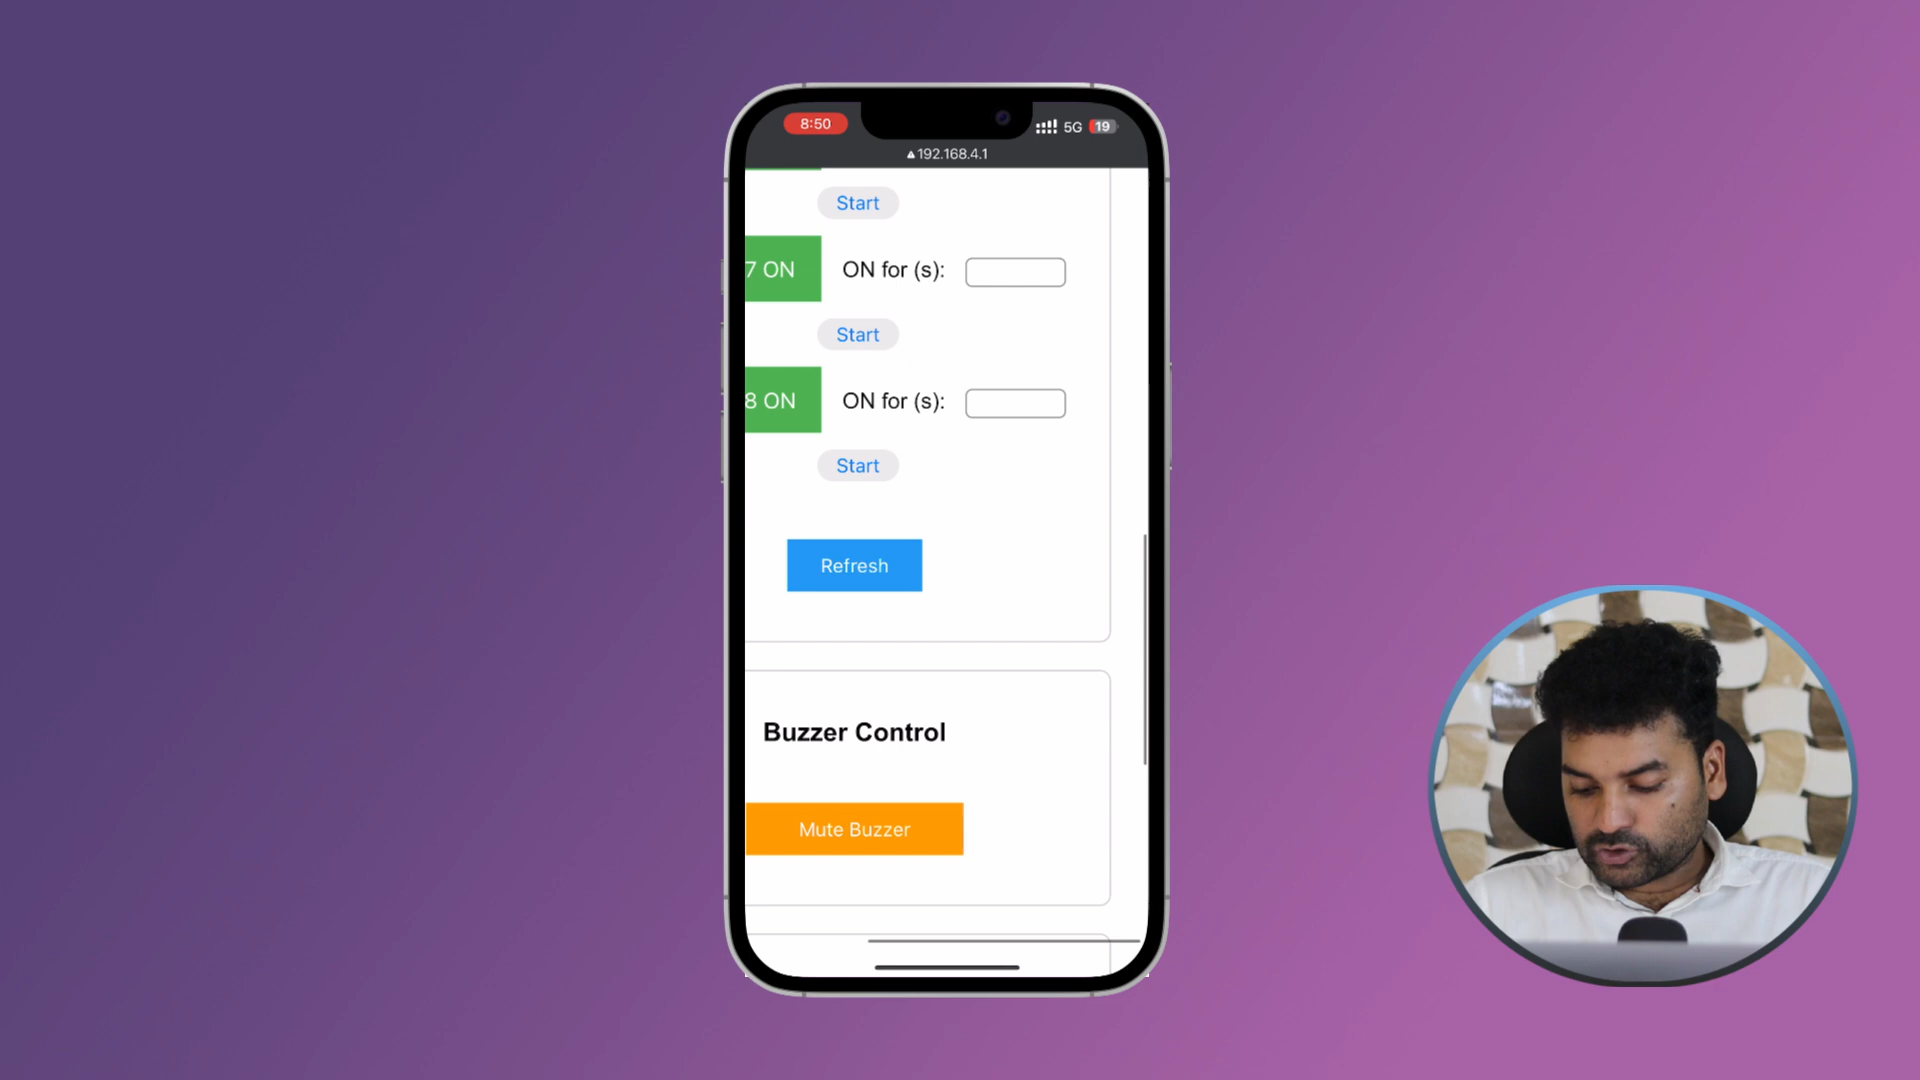 8:50
5G 19
192.168.4.1
Start
7 ON ON for (s):
Start
8 ON ON for (s):
Start
Refresh
Buzzer Control
Mute Buzzer